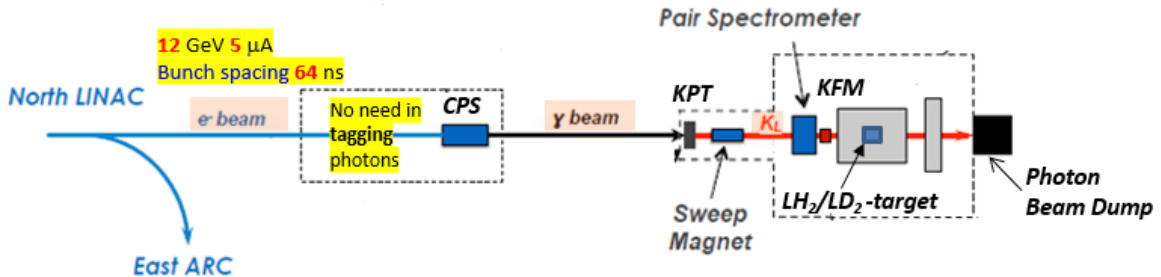 Pair Spectrometer
12 GeV 5 µA
Bunch spacing 64 ns
North LINAC
e- beam
No need in
tagging
photons
CPS
ɣ beam
KPT
KL
KFM
Sweep
Magnet
LH2/LD2-target
Photon
Beam Dump
East ARC